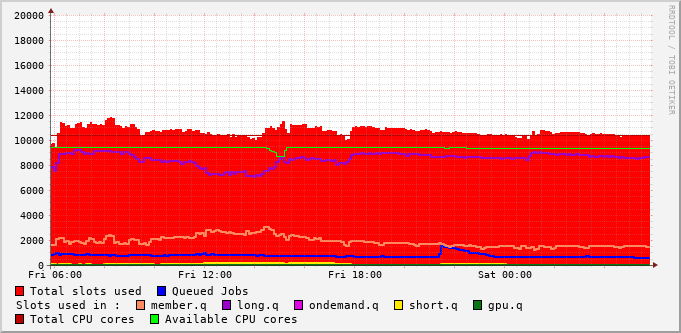 20000
18000
16000
14000
12000
10000
8000
6000
4000
2000
0
Fri 06:00 Fri 12:00 Fri 18:00 Sat 00:00
Total slots used Queued Jobs
Slots used in : member.q long.q ondemand.q short.q gpu.q
Total CPU cores Available CPU cores
RRDTOOL / TOBI OETIKER